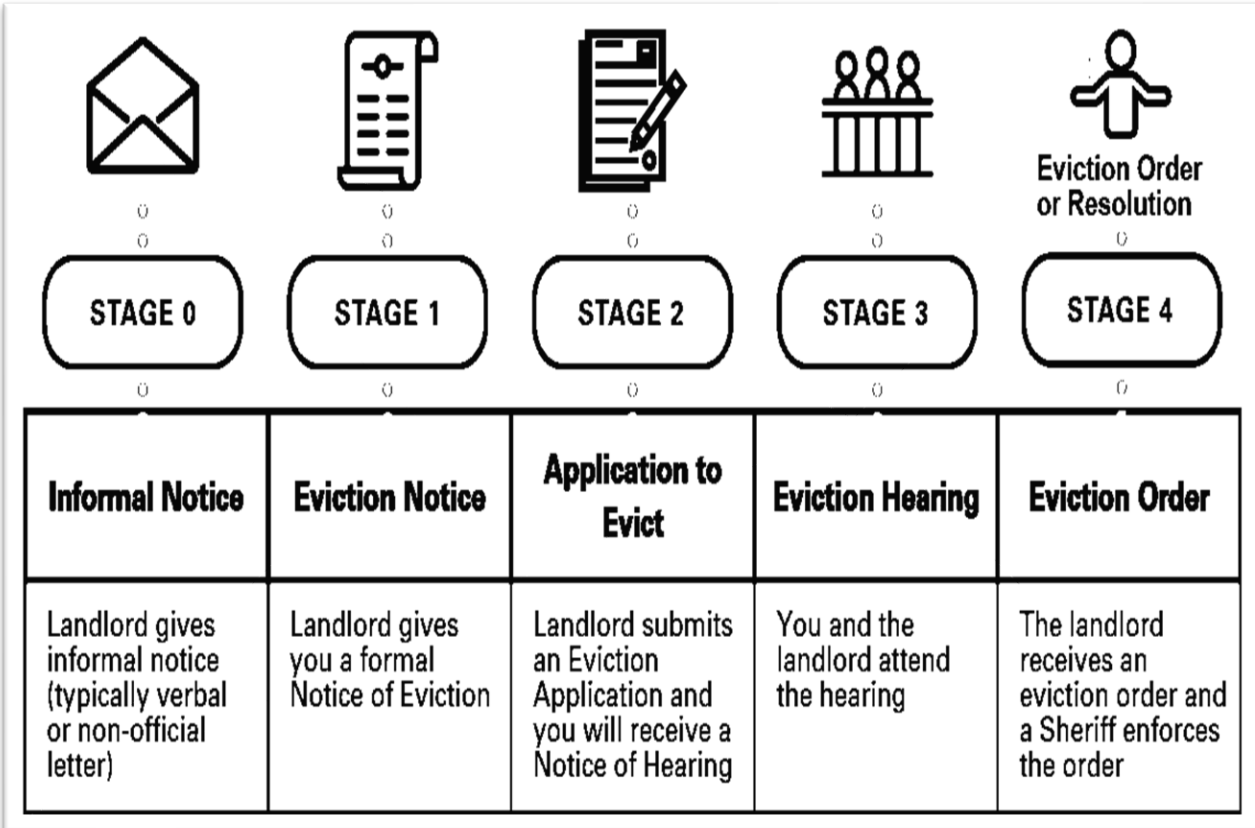 Eviction Order
or Resolution
STAGE 0
STAGE 1
STAGE 2
STAGE 3
STAGE 4
Informal Notice
Eviction Notice
Application to
Evict
Eviction Hearing
Eviction Order
Landlord gives
informal notice
(typically verbal
or non-official
letter)
Landlord gives
you a formal
Notice of Eviction
Landlord submits
an Eviction
Application and
you will receive a
Notice of Hearing
You and the
landlord attend
the hearing
The landlord
receives an
eviction order and
a Sheriff enforces
the order